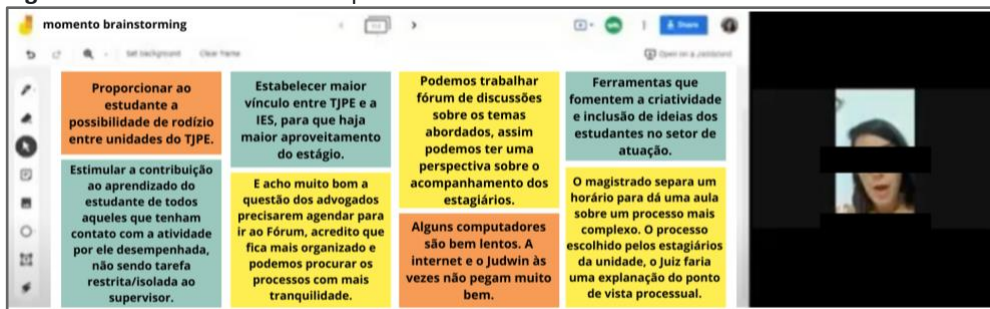 momento brainstorming
Share
Set background
Clear frame
Open on a Jamboard
Proporcionar ao
estudante a
possibilidade de rodízio
entre unidades do TJPE.
Estabelecer maior
vínculo entre TJPE e a
IES, para que haja
maior aproveitamento
do estágio.
Podemos trabalhar
fórum de discussões
sobre os temas
abordados, assim
podemos ter uma
perspectiva sobre o
acompanhamento dos
estagiários.
Ferramentas que
fomentem a criatividade
e inclusão de ideias dos
estudantes no setor de
atuação.
Estimular a contribuição
ao aprendizado do
estudante de todos
aqueles que tenham
contato com a atividade
por ele desempenhada,
não sendo tarefa
restrita/isolada ao
supervisor.
E acho muito bom a
questão dos advogados
precisarem agendar para
ir ao Fórum, acredito que
fica mais organizado e
podemos procurar os
processos com mais
tranquilidade.
Alguns computadores
são bem lentos. A
internet e o Judwin às
vezes não pegam muito
bem.
O magistrado separa um
horário para dá uma aula
sobre um processo mais
complexo. O processo
escolhido pelos estagiários
da unidade, o Juiz faria
uma explanação do ponto
de vista processual.